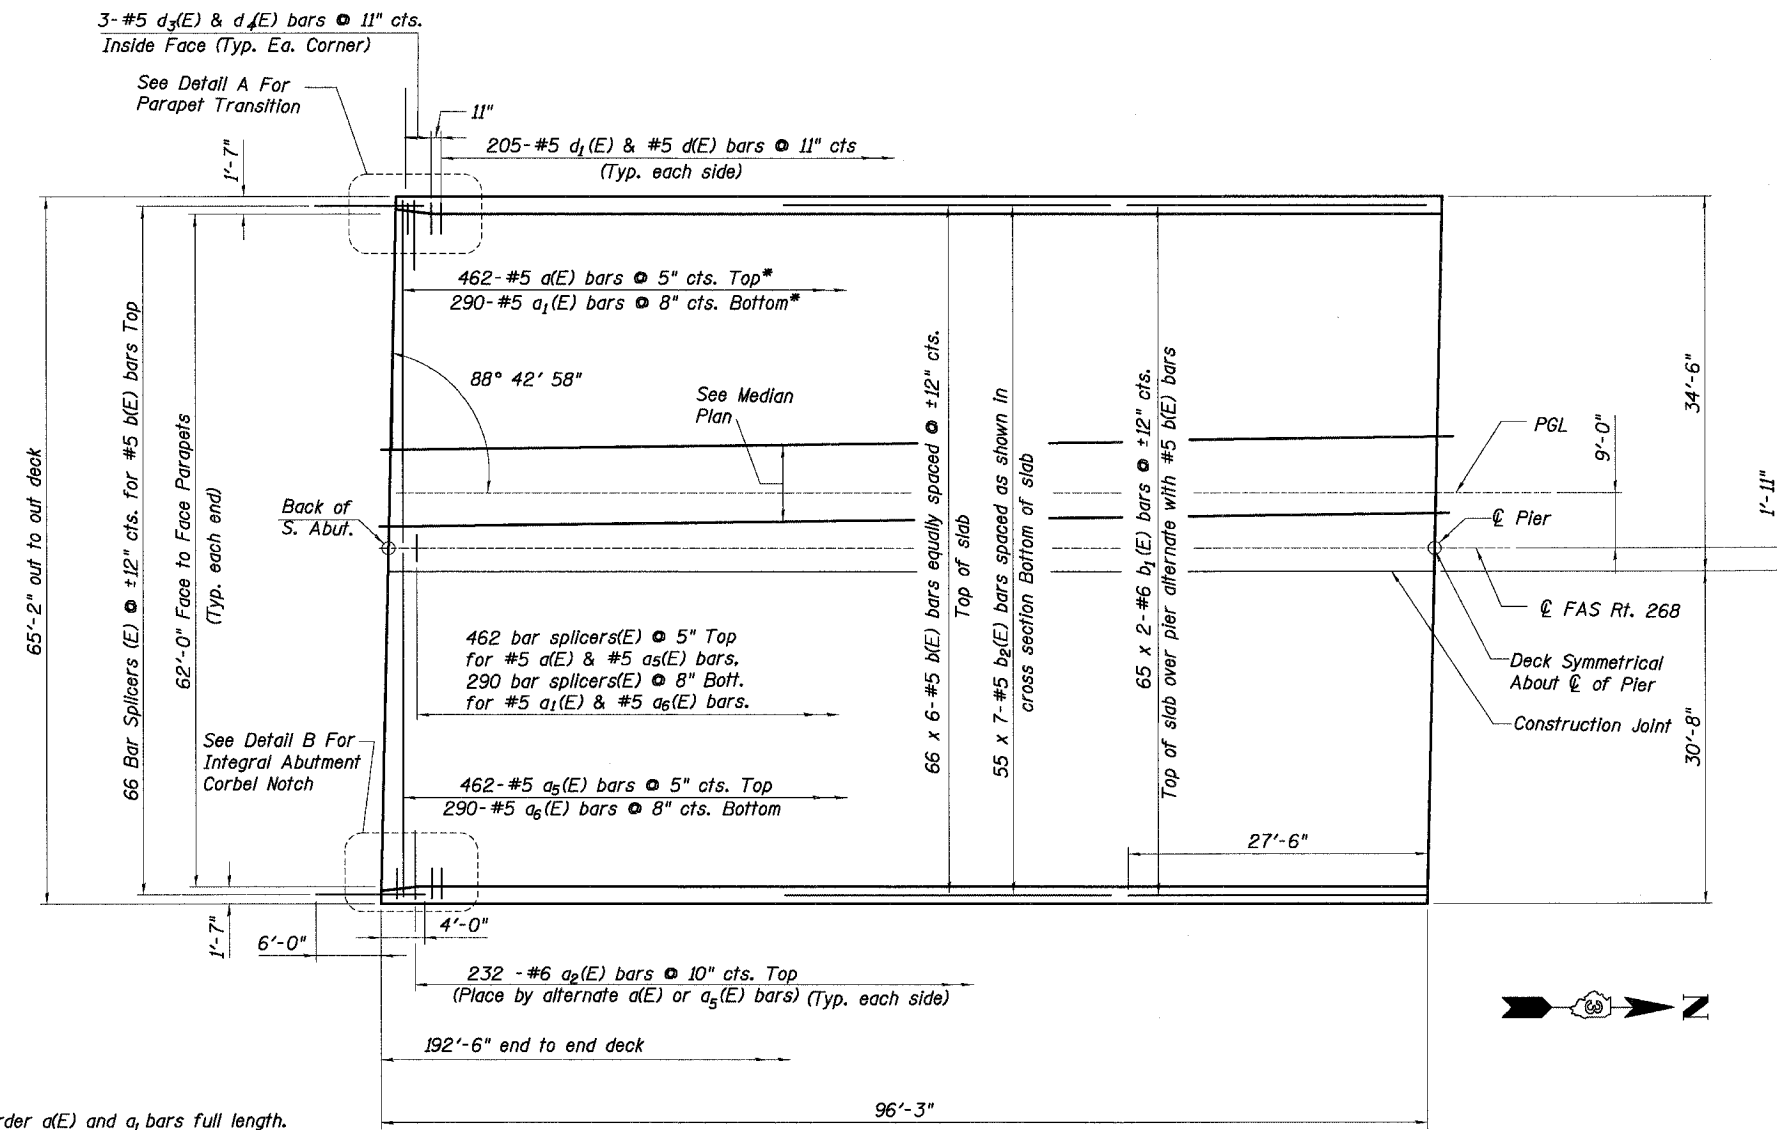 3-#5 d3(E) & d4(E) bars @ 11" cts.
Inside Face (Typ. Ea. Corner)
See Detail A For
Parapet Transition
11"
205-#5 d1(E) & #5 d(E) bars @ 11" cts
(Typ. each side)
1'-7"
462-#5 a(E) bars @ 5" cts. Top*
290-#5 a1(E) bars @ 8" cts. Bottom*
88° 42' 58"
See Median
Plan
65'-2" out to out deck
66 Bar Splicers (E) @ ±12" cts. for #5 b(E) bars Top
62'-0" Face to Face Parapets
(Typ. each end)
Back of
S. Abut.
66 x 6-#5 b(E) bars equally spaced @ ±12" cts.
Top of slab
55 x 7-#5 b2(E) bars spaced as shown in
cross section Bottom of slab
65 x 2-#6 b1(E) bars @ ±12" cts.
Top of slab over pier alternate with #5 b(E) bars
34'-6"
PGL
9'-0"
1'-11"
℄ Pier
℄ FAS Rt. 268
Deck Symmetrical
About ℄ of Pier
Construction Joint
30'-8"
462 bar splicers(E) @ 5" Top
for #5 a(E) & #5 a5(E) bars,
290 bar splicers(E) @ 8" Bott.
for #5 a1(E) & #5 a6(E) bars.
See Detail B For
Integral Abutment
Corbel Notch
462-#5 a5(E) bars @ 5" cts. Top
290-#5 a6(E) bars @ 8" cts. Bottom
27'-6"
1'-7"
6'-0"
4'-0"
232 -#6 a2(E) bars @ 10" cts. Top
(Place by alternate a(E) or a5(E) bars) (Typ. each side)
N
192'-6" end to end deck
96'-3"
rder a(E) and a1 bars full length.